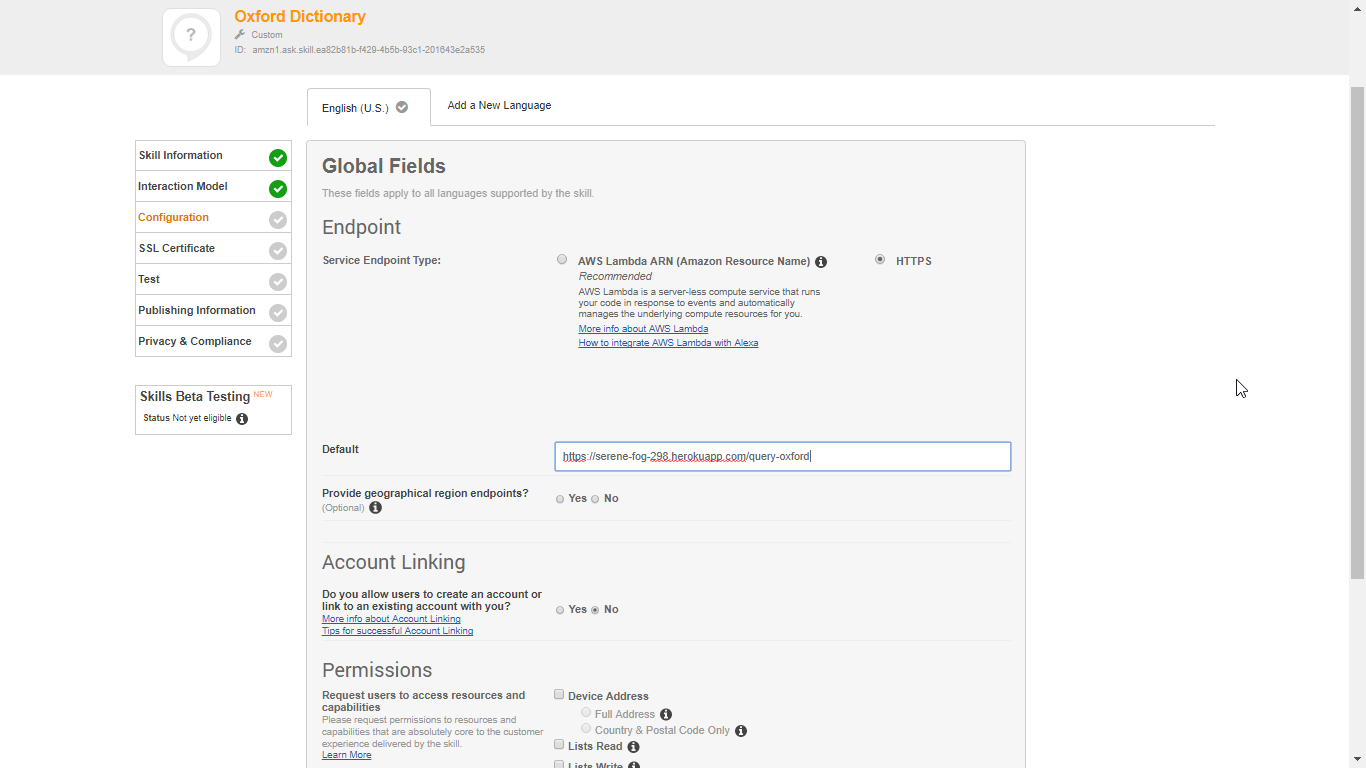 ?
Oxford Dictionary
Custom
ID: amzn1.ask.skill.ea82b81b-f429-4b5b-93c1-201643e2a535
English (U.S.)
Add a New Language
Skill Information
Interaction Model
Configuration
SSL Certificate
Test
Publishing Information
Privacy & Compliance
Skills Beta Testing NEW
Status Not yet eligible
Global Fields
These fields apply to all languages supported by the skill.
Endpoint
Service Endpoint Type:
AWS Lambda ARN (Amazon Resource Name)
Recommended
AWS Lambda is a server-less compute service that runs
your code in response to events and automatically
manages the underlying compute resources for you.
More info about AWS Lambda
How to integrate AWS Lambda with Alexa
HTTPS
Default
https://serene-fog-298.herokuapp.com/query-oxford
Provide geographical region endpoints?
(Optional)
Yes No
Account Linking
Do you allow users to create an account or
link to an existing account with you?
More info about Account Linking
Tips for successful Account Linking
Yes No
Permissions
Request users to access resources and
capabilities
Please request permissions to resources and
capabilities that are absolutely core to the customer
experience delivered by the skill.
Learn More
Device Address
Full Address
Country & Postal Code Only
Lists Read
Lists Write